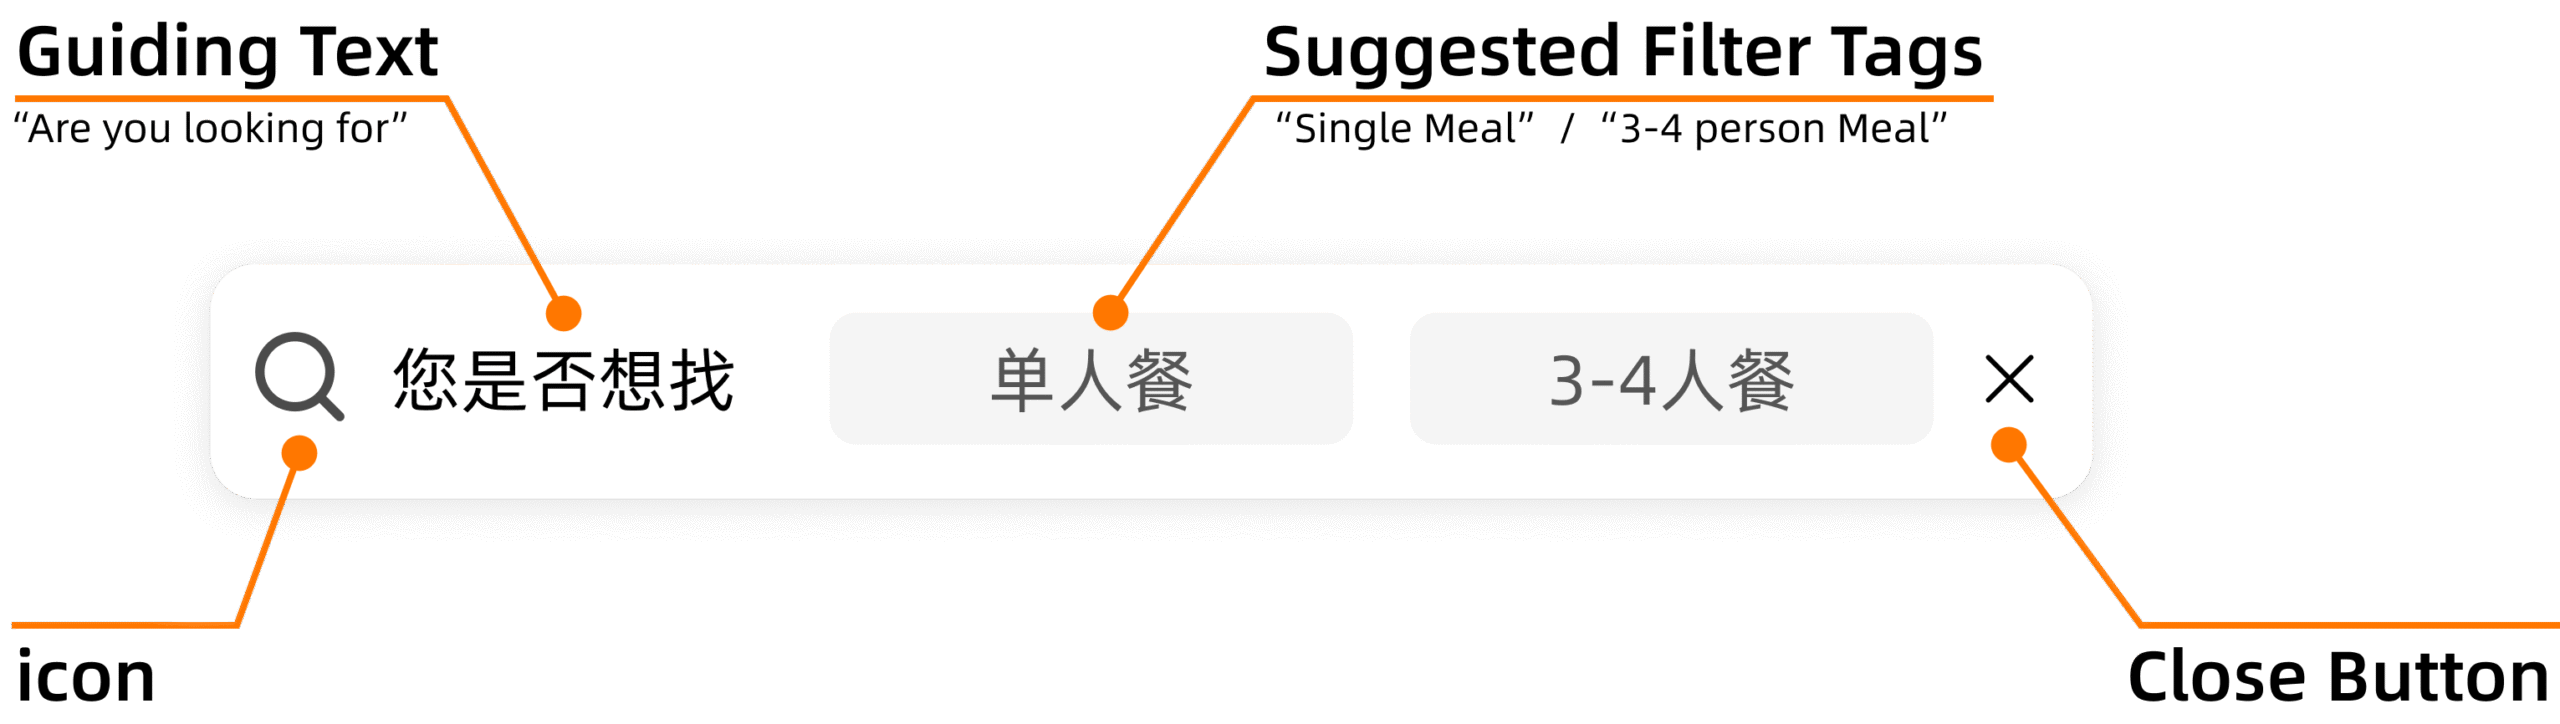 Guiding Text
“Are you looking for”
Suggested Filter Tags
“Single Meal” / “3-4 person Meal”
您是否想找
单人餐
3-4人餐
icon
Close Button